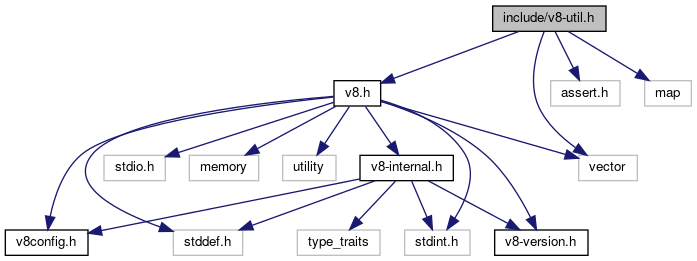 include/v8-util.h
v8.h
assert.h
map
stdio.h
memory
utility
v8-internal.h
vector
v8config.h
stddef.h
type_traits
stdint.h
v8-version.h